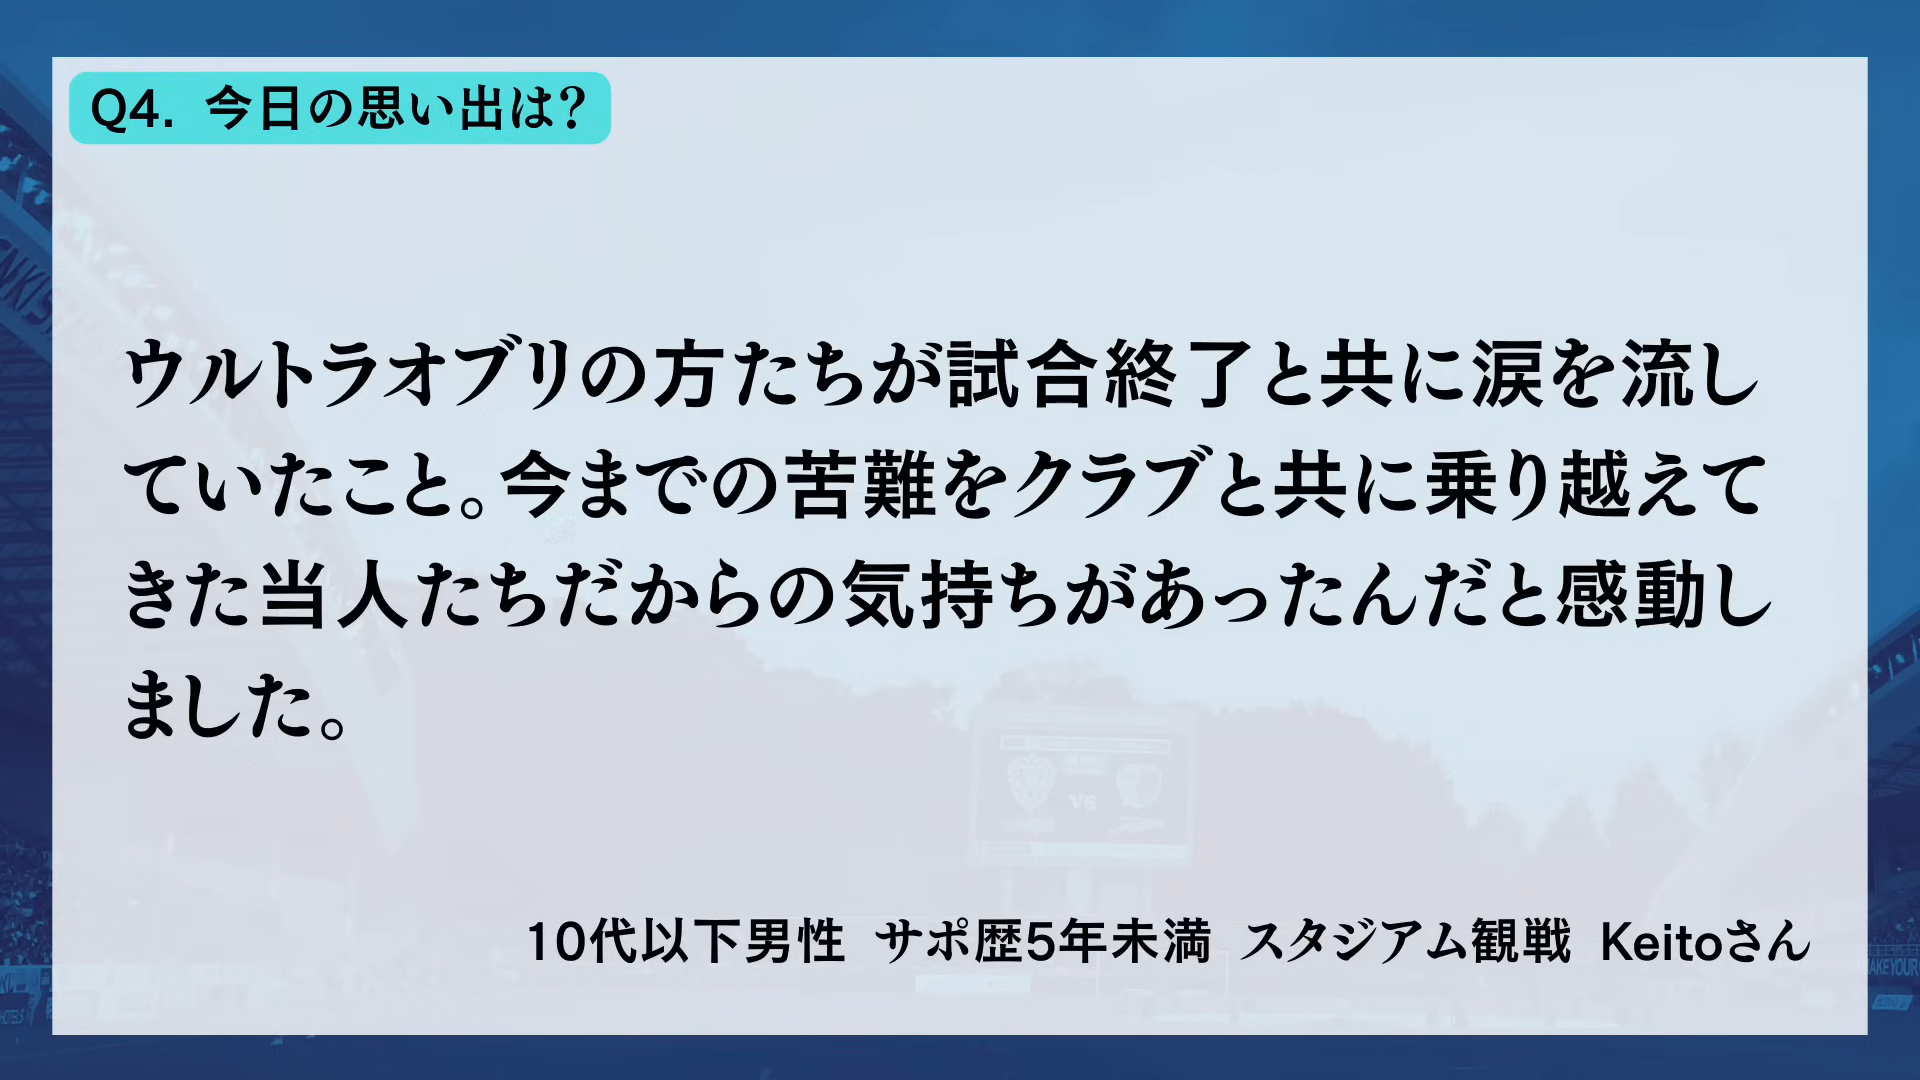 Q4. 今日の思い出は？
ウルトラオブリの方たちが試合終了と共に涙を流し
ていたこと。今までの苦難をクラブと共に乗り越えて
きた当人たちだからの気持ちがあったんだと感動し
ました。
vs
10代以下男性 サポ歴5年未満 スタジアム観戦 Keitoさん